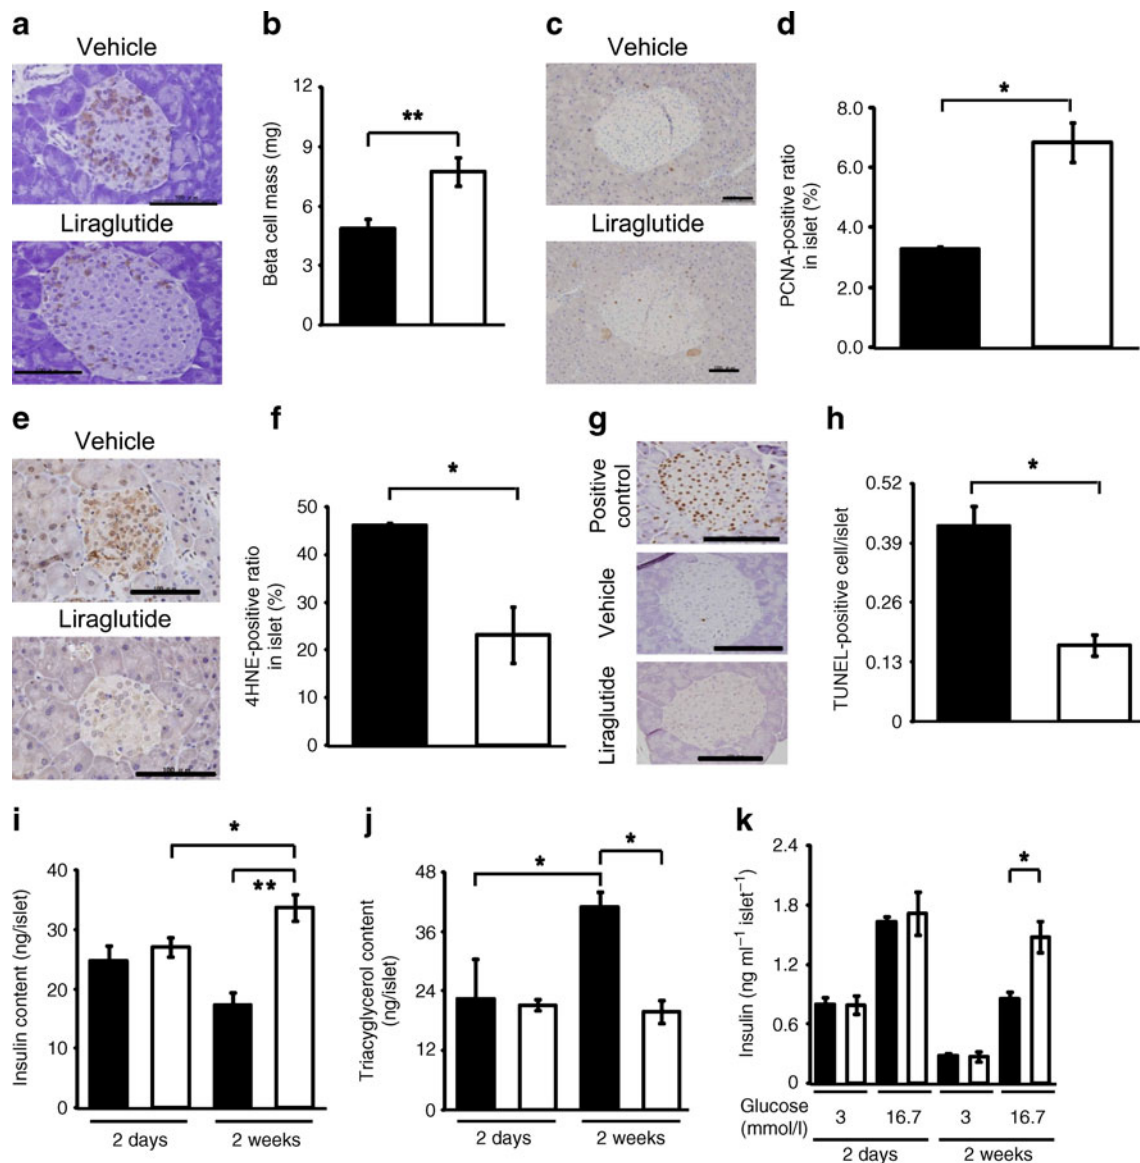 a
Vehicle
Liraglutide
b
12
9
6
3
0
Beta cell mass (mg)
**
c
Vehicle
Liraglutide
d
8.0
6.0
4.0
2.0
0.0
PCNA-positive ratio
in islet (%)
*
e
Vehicle
Liraglutide
f
50
40
30
20
10
0
4HNE-positive ratio
in islet (%)
*
g
Positive
control
Vehicle
Liraglutide
h
0.52
0.39
0.26
0.13
0
TUNEL-positive cell/islet
*
i
40
30
20
10
0
Insulin content (ng/islet)
*
**
2 days
2 weeks
j
48
36
24
12
0
Triacyglycerol content
(ng/islet)
*
*
2 days
2 weeks
k
2.4
1.8
1.2
0.6
0
Insulin (ng ml⁻¹ islet⁻¹)
*
Glucose
(mmol/l)
3 16.7 3 16.7
2 days 2 weeks